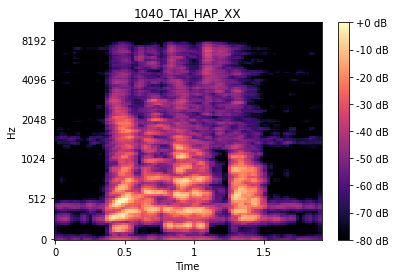 1040_TAI_HAP_XX
+0 dB
8192
-10 dB
4096
-20 dB
-30 dB
2048
Hz
-40 dB
1024
-50 dB
512
-60 dB
-70 dB
0
-80 dB
0
0.5
1
1.5
Time